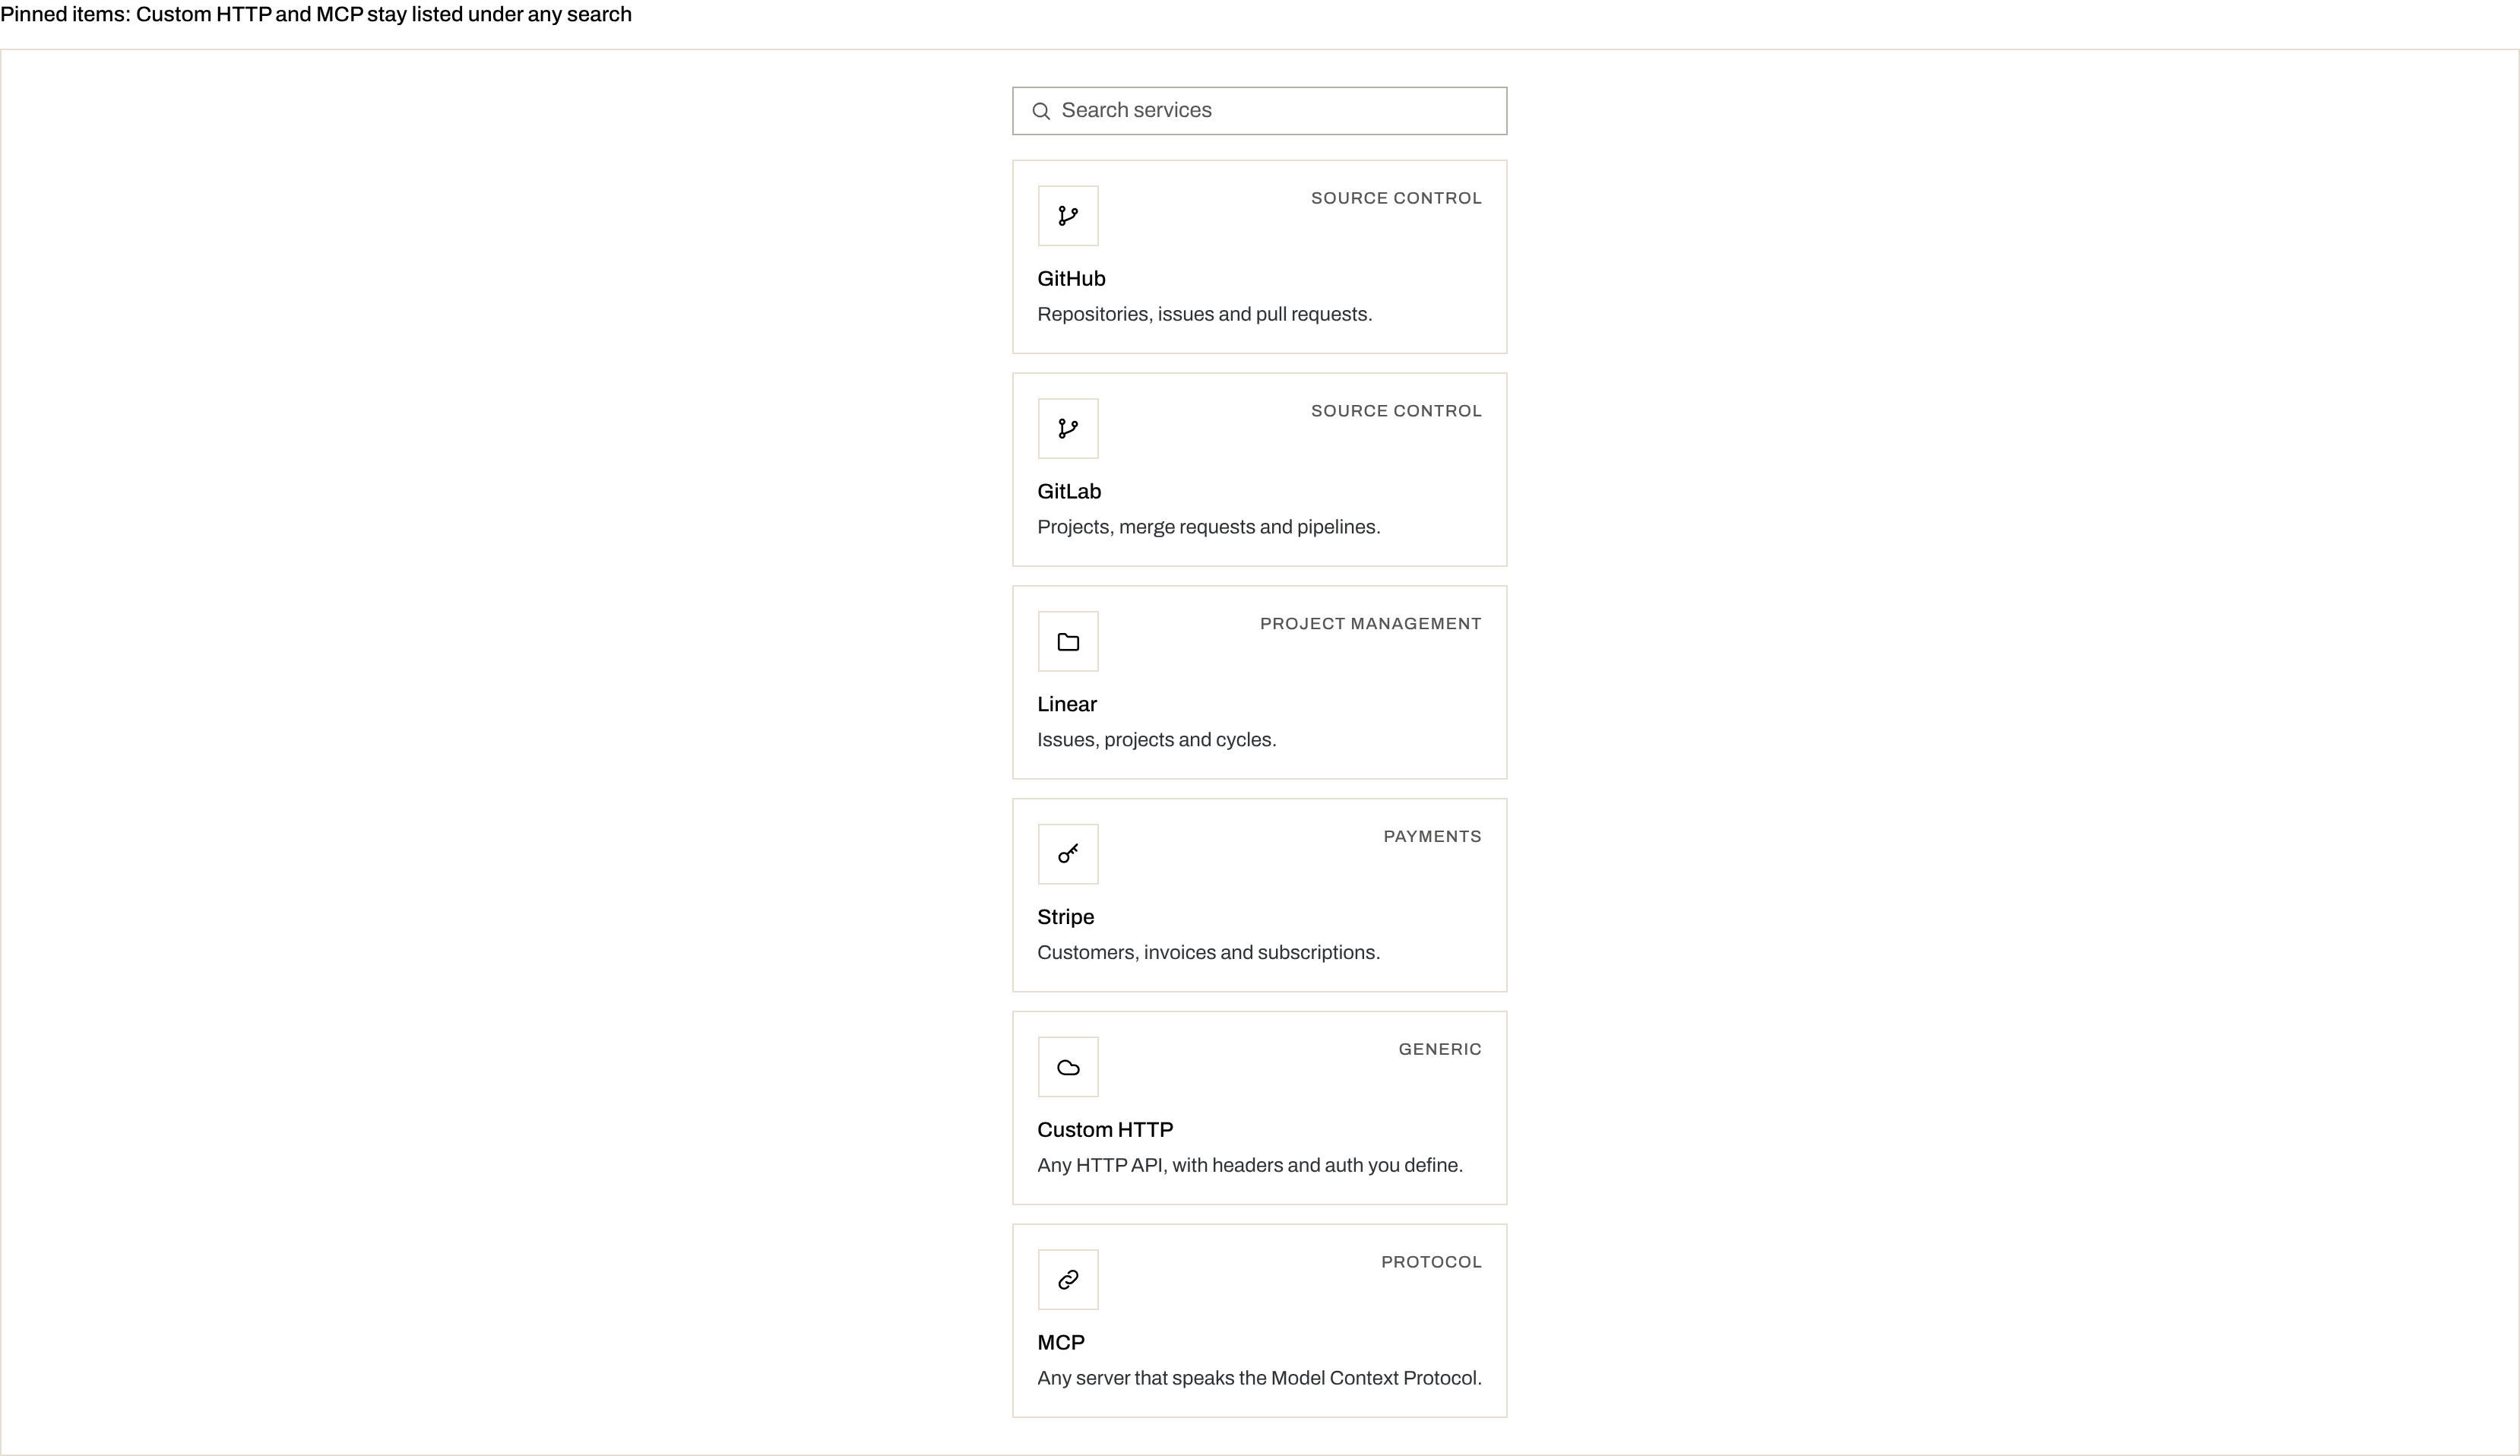 Pinned items: Custom HTTP and MCP stay listed under any search
Search services
SOURCE CONTROL
GitHub
Repositories, issues and pull requests.
SOURCE CONTROL
GitLab
Projects, merge requests and pipelines.
PROJECT MANAGEMENT
Linear
Issues, projects and cycles.
PAYMENTS
Stripe
Customers, invoices and subscriptions.
GENERIC
Custom HTTP
Any HTTP API, with headers and auth you define.
PROTOCOL
MCP
Any server that speaks the Model Context Protocol.